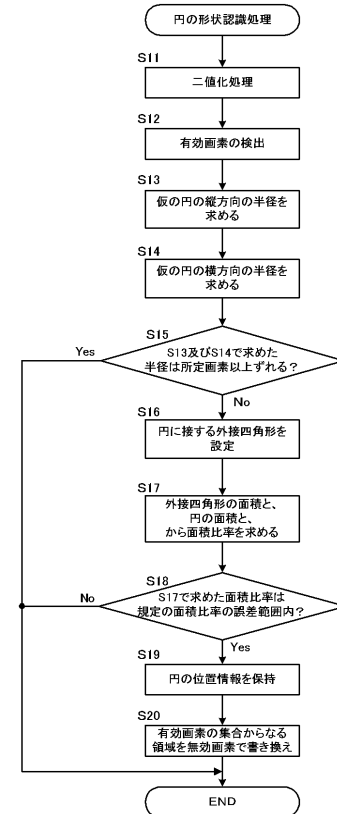 円の形状認識処理
S11
二値化処理
S12
有効画素の検出
S13
仮の円の縦方向の半径を
求める
S14
仮の円の横方向の半径を
求める
S15
Yes
S13及びS14で求めた
半径は所定画素以上ずれる？
No
S16
円に接する外接四角形を
設定
S17
外接四角形の面積と、
円の面積と、
から面積比率を求める
S18
No
S17で求めた面積比率は
規定の面積比率の誤差範囲内？
Yes
S19
円の位置情報を保持
S20
有効画素の集合からなる
領域を無効画素で書き換え
END